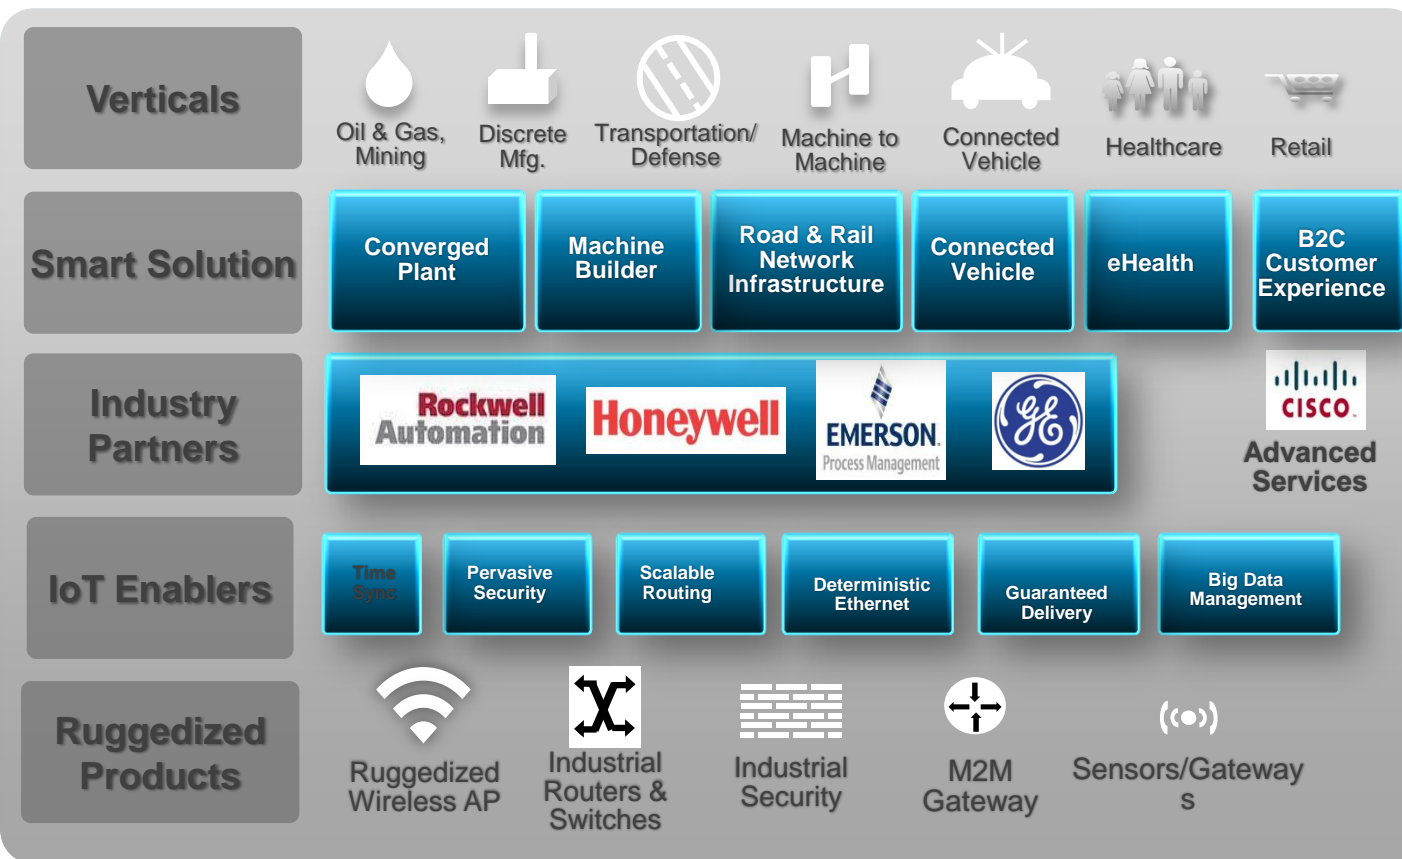 Verticals
Oil & Gas,
Mining
Discrete
Mfg.
Transportation/
Defense
Machine to
Machine
Connected
Vehicle
Healthcare
Retail
Smart Solution
Converged
Plant
Machine
Builder
Road & Rail
Network
Infrastructure
Connected
Vehicle
eHealth
B2C
Customer
Experience
Industry
Partners
Rockwell
Automation
Honeywell
EMERSON.
Process Management
GE
CISCO.
Advanced
Services
IoT Enablers
Time
Sync
Pervasive
Security
Scalable
Routing
Deterministic
Ethernet
Guaranteed
Delivery
Big Data
Management
Ruggedized
Products
Ruggedized
Wireless AP
Industrial
Routers &
Switches
Industrial
Security
M2M
Gateway
Sensors/Gateway
s